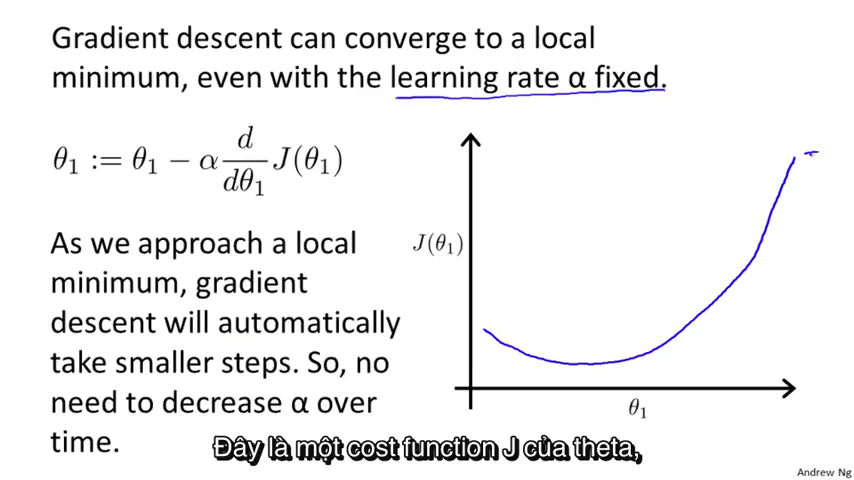 Gradient descent can converge to a local
minimum, even with the learning rate α fixed.
θ₁ := θ₁ − α d/dθ₁ J(θ₁)
As we approach a local
minimum, gradient
descent will automatically
take smaller steps. So, no
need to decrease α over
time.
J(θ₁)
θ₁
Đây là một cost function J của theta,
Andrew Ng